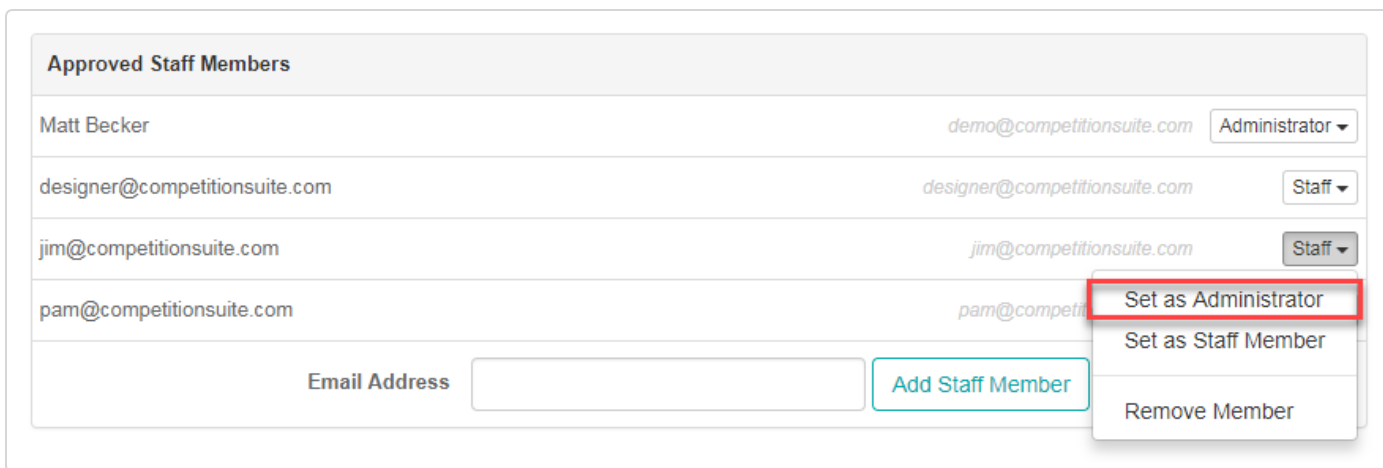 Approved Staff Members
Matt Becker demo@competitionsuite.com Administrator
designer@competitionsuite.com designer@competitionsuite.com Staff
jim@competitionsuite.com jim@competitionsuite.com Staff
Set as Administrator
pam@competitionsuite.com pam@competit
Set as Staff Member
Email Address Add Staff Member
Remove Member